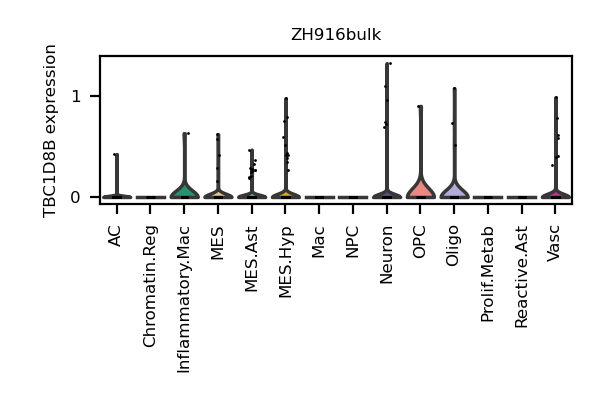 ZH916bulk
TBC1D8B expression
1
0
AC
Chromatin.Reg
Inflammatory.Mac
MES
MES.Ast
MES.Hyp
Mac
NPC
Neuron
OPC
Oligo
Prolif.Metab
Reactive.Ast
Vasc